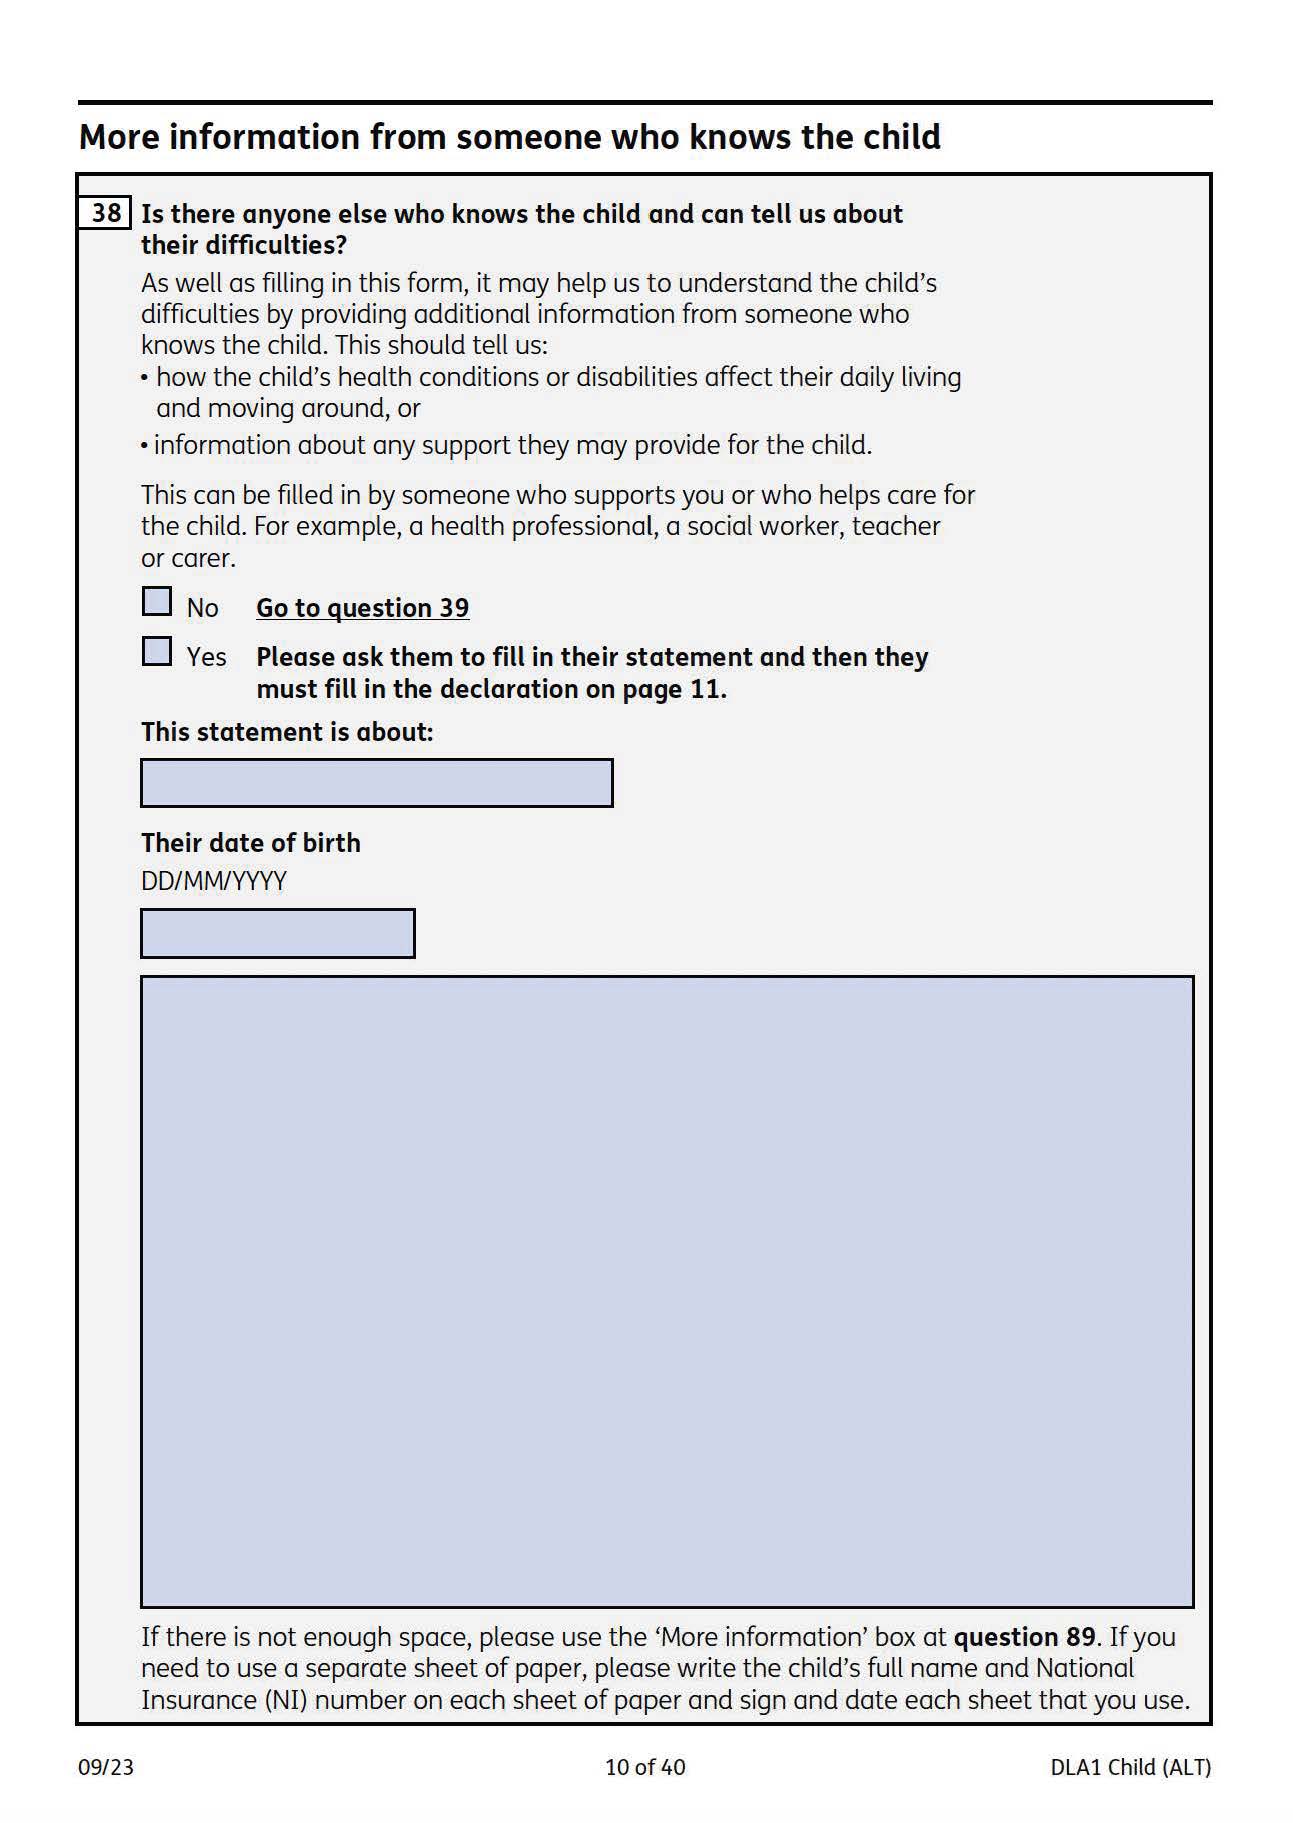 More information from someone who knows the child
38 Is there anyone else who knows the child and can tell us about
their difficulties?
As well as filling in this form, it may help us to understand the child’s
difficulties by providing additional information from someone who
knows the child. This should tell us:
• how the child’s health conditions or disabilities affect their daily living
and moving around, or
• information about any support they may provide for the child.
This can be filled in by someone who supports you or who helps care for
the child. For example, a health professional, a social worker, teacher
or carer.
No Go to question 39
Yes Please ask them to fill in their statement and then they
must fill in the declaration on page 11.
This statement is about:
Their date of birth
DD/MM/YYYY
If there is not enough space, please use the ‘More information’ box at question 89. If you
need to use a separate sheet of paper, please write the child’s full name and National
Insurance (NI) number on each sheet of paper and sign and date each sheet that you use.
09/23 10 of 40 DLA1 Child (ALT)